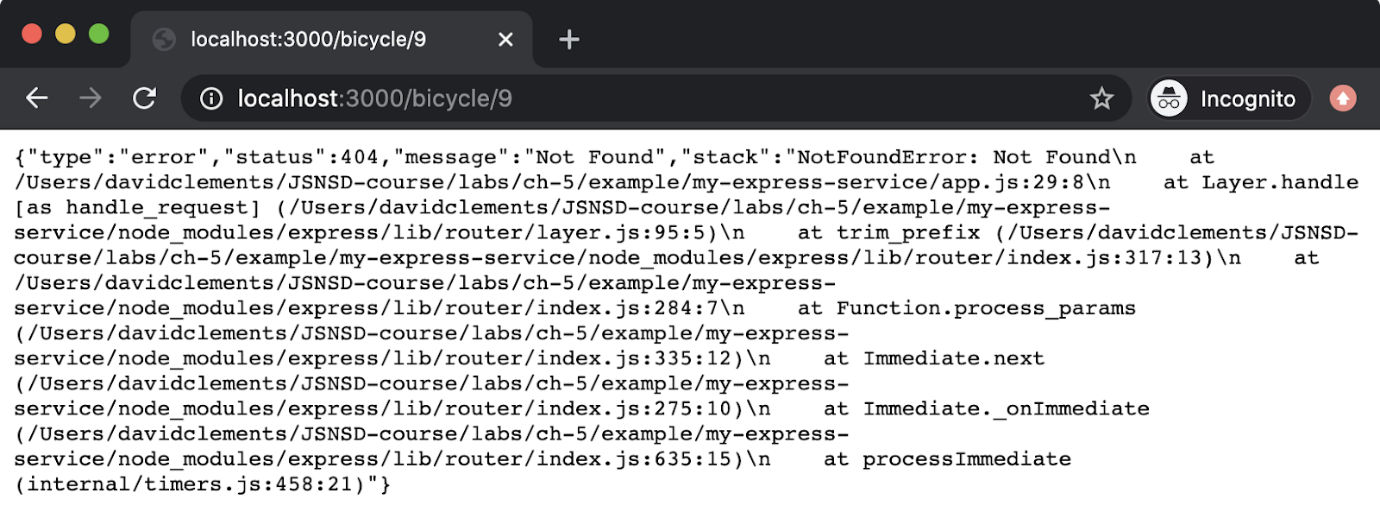 localhost:3000/bicycle/9
localhost:3000/bicycle/9
Incognito
{"type":"error","status":404,"message":"Not Found","stack":"NotFoundError: Not Found\n    at
/Users/davidclements/JSNSD-course/labs/ch-5/example/my-express-service/app.js:29:8\n    at Layer.handle
[as handle_request] (/Users/davidclements/JSNSD-course/labs/ch-5/example/my-express-
service/node_modules/express/lib/router/layer.js:95:5)\n    at trim_prefix (/Users/davidclements/JSNSD-
course/labs/ch-5/example/my-express-service/node_modules/express/lib/router/index.js:317:13)\n    at
/Users/davidclements/JSNSD-course/labs/ch-5/example/my-express-
service/node_modules/express/lib/router/index.js:284:7\n    at Function.process_params
(/Users/davidclements/JSNSD-course/labs/ch-5/example/my-express-
service/node_modules/express/lib/router/index.js:335:12)\n    at Immediate.next
(/Users/davidclements/JSNSD-course/labs/ch-5/example/my-express-
service/node_modules/express/lib/router/index.js:275:10)\n    at Immediate._onImmediate
(/Users/davidclements/JSNSD-course/labs/ch-5/example/my-express-
service/node_modules/express/lib/router/index.js:635:15)\n    at processImmediate
(internal/timers.js:458:21)"}